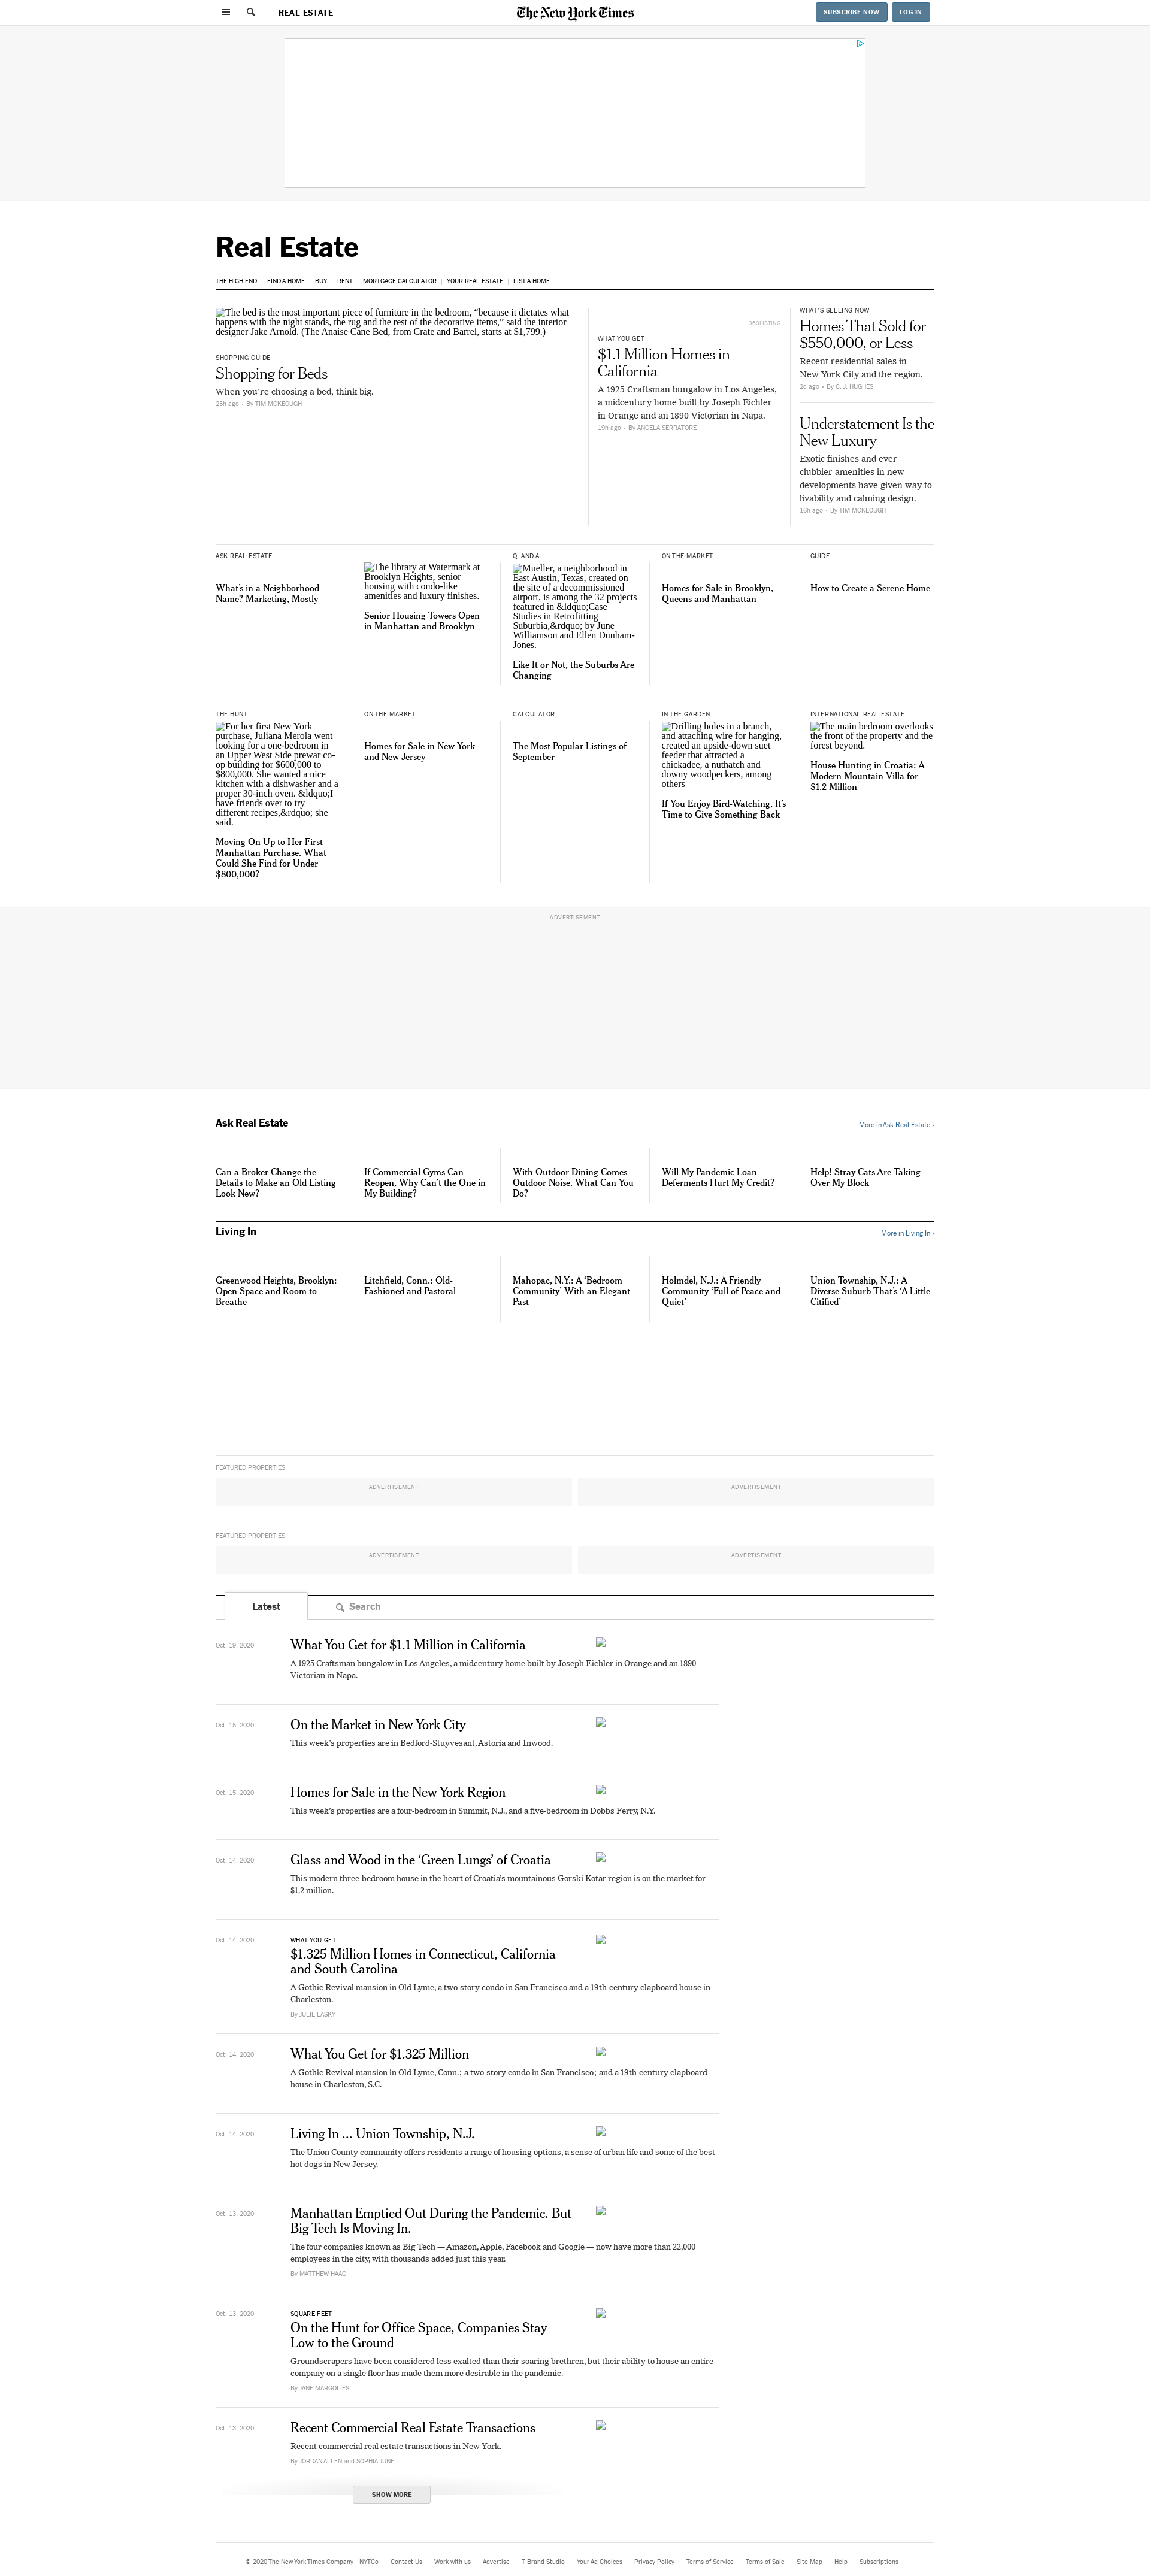 REAL ESTATE
The New York Times
SUBSCRIBE NOW
LOG IN
Real Estate
THE HIGH END | FIND A HOME | BUY | RENT | MORTGAGE CALCULATOR | YOUR REAL ESTATE | LIST A HOME
The bed is the most important piece of furniture in the bedroom, “because it dictates what
happens with the night stands, the rug and the rest of the decorative items,” said the interior
designer Jake Arnold. (The Anaise Cane Bed, from Crate and Barrel, starts at $1,799.)
SHOPPING GUIDE
Shopping for Beds
When you’re choosing a bed, think big.
23h ago • By TIM MCKEOUGH
360LISTING
WHAT YOU GET
$1.1 Million Homes in
California
A 1925 Craftsman bungalow in Los Angeles,
a midcentury home built by Joseph Eichler
in Orange and an 1890 Victorian in Napa.
19h ago • By ANGELA SERRATORE
WHAT’S SELLING NOW
Homes That Sold for
$550,000, or Less
Recent residential sales in
New York City and the region.
2d ago • By C. J. HUGHES
Understatement Is the
New Luxury
Exotic finishes and ever-
clubbier amenities in new
developments have given way to
livability and calming design.
16h ago • By TIM MCKEOUGH
ASK REAL ESTATE
What’s in a Neighborhood
Name? Marketing, Mostly
The library at Watermark at
Brooklyn Heights, senior
housing with condo-like
amenities and luxury finishes.
Senior Housing Towers Open
in Manhattan and Brooklyn
Q. AND A.
Mueller, a neighborhood in
East Austin, Texas, created on
the site of a decommissioned
airport, is among the 32 projects
featured in &ldquo;Case
Studies in Retrofitting
Suburbia,&rdquo; by June
Williamson and Ellen Dunham-
Jones.
Like It or Not, the Suburbs Are
Changing
ON THE MARKET
Homes for Sale in Brooklyn,
Queens and Manhattan
GUIDE
How to Create a Serene Home
THE HUNT
For her first New York
purchase, Juliana Merola went
looking for a one-bedroom in
an Upper West Side prewar co-
op building for $600,000 to
$800,000. She wanted a nice
kitchen with a dishwasher and a
proper 30-inch oven. &ldquo;I
have friends over to try
different recipes,&rdquo; she
said.
Moving On Up to Her First
Manhattan Purchase. What
Could She Find for Under
$800,000?
ON THE MARKET
Homes for Sale in New York
and New Jersey
CALCULATOR
The Most Popular Listings of
September
IN THE GARDEN
Drilling holes in a branch,
and attaching wire for hanging,
created an upside-down suet
feeder that attracted a
chickadee, a nuthatch and
downy woodpeckers, among
others
If You Enjoy Bird-Watching, It’s
Time to Give Something Back
INTERNATIONAL REAL ESTATE
The main bedroom overlooks
the front of the property and the
forest beyond.
House Hunting in Croatia: A
Modern Mountain Villa for
$1.2 Million
ADVERTISEMENT
Ask Real Estate
More in Ask Real Estate ›
Can a Broker Change the
Details to Make an Old Listing
Look New?
If Commercial Gyms Can
Reopen, Why Can’t the One in
My Building?
With Outdoor Dining Comes
Outdoor Noise. What Can You
Do?
Will My Pandemic Loan
Deferments Hurt My Credit?
Help! Stray Cats Are Taking
Over My Block
Living In
More in Living In ›
Greenwood Heights, Brooklyn:
Open Space and Room to
Breathe
Litchfield, Conn.: Old-
Fashioned and Pastoral
Mahopac, N.Y.: A ‘Bedroom
Community’ With an Elegant
Past
Holmdel, N.J.: A Friendly
Community ‘Full of Peace and
Quiet’
Union Township, N.J.: A
Diverse Suburb That’s ‘A Little
Citified’
FEATURED PROPERTIES
ADVERTISEMENT
ADVERTISEMENT
FEATURED PROPERTIES
ADVERTISEMENT
ADVERTISEMENT
Latest
Search
Oct. 19, 2020
What You Get for $1.1 Million in California
A 1925 Craftsman bungalow in Los Angeles, a midcentury home built by Joseph Eichler in Orange and an 1890
Victorian in Napa.
Oct. 15, 2020
On the Market in New York City
This week’s properties are in Bedford-Stuyvesant, Astoria and Inwood.
Oct. 15, 2020
Homes for Sale in the New York Region
This week’s properties are a four-bedroom in Summit, N.J., and a five-bedroom in Dobbs Ferry, N.Y.
Oct. 14, 2020
Glass and Wood in the ‘Green Lungs’ of Croatia
This modern three-bedroom house in the heart of Croatia’s mountainous Gorski Kotar region is on the market for
$1.2 million.
Oct. 14, 2020
WHAT YOU GET
$1.325 Million Homes in Connecticut, California
and South Carolina
A Gothic Revival mansion in Old Lyme, a two-story condo in San Francisco and a 19th-century clapboard house in
Charleston.
By JULIE LASKY
Oct. 14, 2020
What You Get for $1.325 Million
A Gothic Revival mansion in Old Lyme, Conn.; a two-story condo in San Francisco; and a 19th-century clapboard
house in Charleston, S.C.
Oct. 14, 2020
Living In ... Union Township, N.J.
The Union County community offers residents a range of housing options, a sense of urban life and some of the best
hot dogs in New Jersey.
Oct. 13, 2020
Manhattan Emptied Out During the Pandemic. But
Big Tech Is Moving In.
The four companies known as Big Tech — Amazon, Apple, Facebook and Google — now have more than 22,000
employees in the city, with thousands added just this year.
By MATTHEW HAAG
Oct. 13, 2020
SQUARE FEET
On the Hunt for Office Space, Companies Stay
Low to the Ground
Groundscrapers have been considered less exalted than their soaring brethren, but their ability to house an entire
company on a single floor has made them more desirable in the pandemic.
By JANE MARGOLIES
Oct. 13, 2020
Recent Commercial Real Estate Transactions
Recent commercial real estate transactions in New York.
By JORDAN ALLEN and SOPHIA JUNE
SHOW MORE
© 2020 The New York Times Company NYTCo Contact Us Work with us Advertise T Brand Studio Your Ad Choices Privacy Policy Terms of Service Terms of Sale Site Map Help Subscriptions